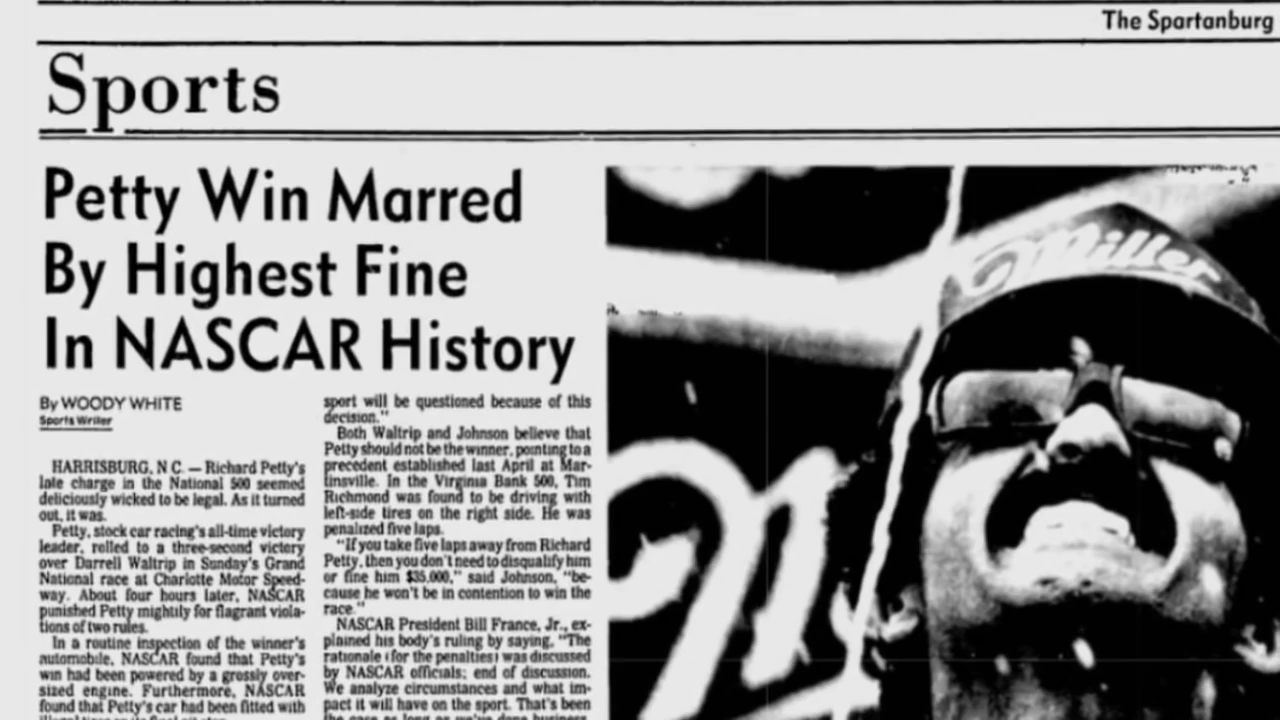 The Spartanburg
Sports
Petty Win Marred
By Highest Fine
In NASCAR History
By WOODY WHITE
Sports Writer
HARRISBURG, N C. — Richard Petty's
late charge in the National 500 seemed
deliciously wicked to be legal. As it turned
out, it was.
Petty, stock car racing's all-time victory
leader, rolled to a three-second victory
over Darrell Waltrip in Sunday's Grand
National race at Charlotte Motor Speed-
way. About four hours later, NASCAR
punished Petty mightily for flagrant viola-
tions of two rules.
In a routine inspection of the winner's
automobile, NASCAR found that Petty's
win had been powered by a grossly over-
sized engine. Furthermore, NASCAR
found that Petty's car had been fitted with
sport will be questioned because of this
decision."
Both Waltrip and Johnson believe that
Petty should not be the winner, pointing to a
precedent established last April at Mar-
tinsville. In the Virginia Bank 500, Tim
Richmond was found to be driving with
left-side tires on the right side. He was
penalized five laps.
"If you take five laps away from Richard
Petty, then you don't need to disqualify him
or fine him $35,000," said Johnson, "be-
cause he won't be in contention to win the
race."
NASCAR President Bill France, Jr., ex-
plained his body's ruling by saying, "The
rationale (for the penalties) was discussed
by NASCAR officials; end of discussion.
We analyze circumstances and what im-
pact it will have on the sport. That's been
the case as long as we've done business,
Miller